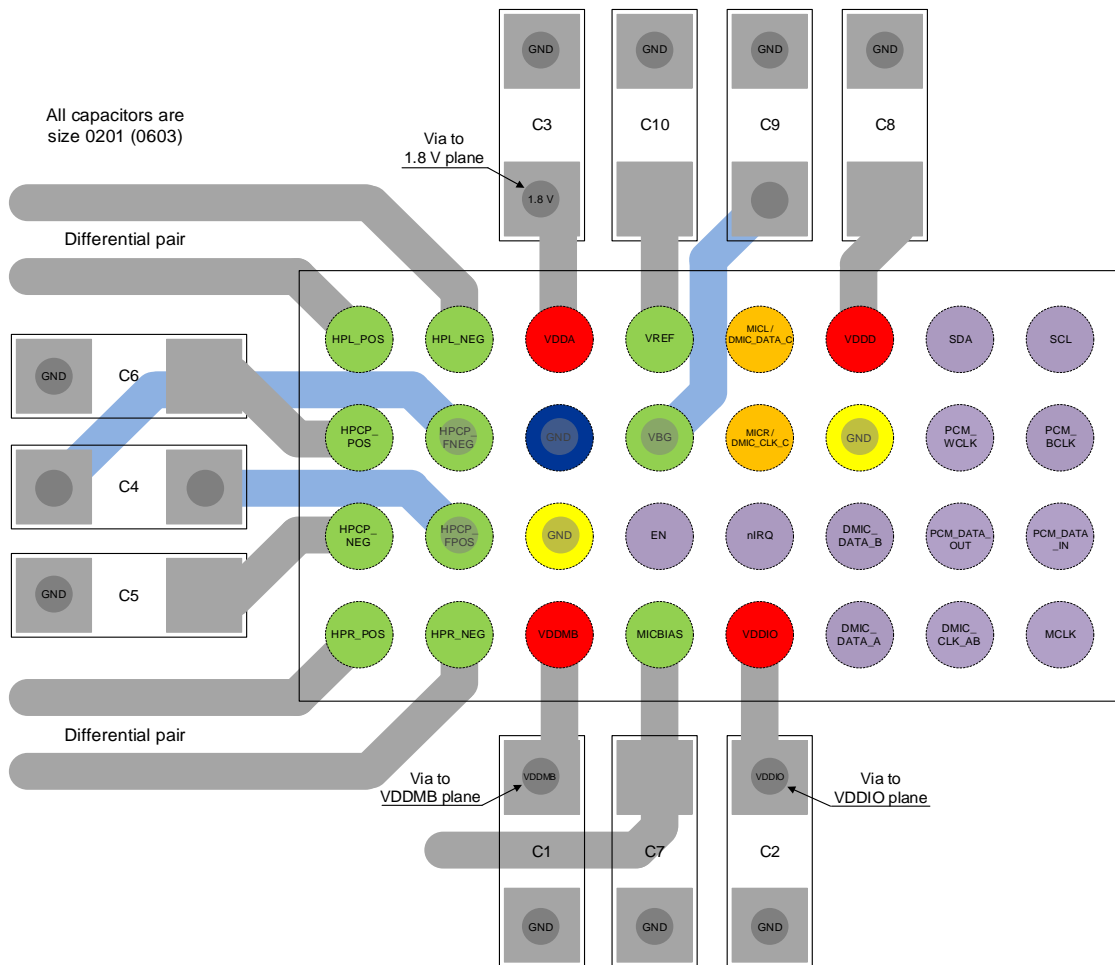 GND
GND
GND
GND
All capacitors are
size 0201 (0603)
C3
C10
C9
C8
Via to
1.8 V plane
1.8 V
Differential pair
HPL_POS
HPL_NEG
VDDA
VREF
MICL /
DMIC_DATA_C
VDDD
SDA
SCL
GND
C6
HPCP_
POS
HPCP_
FNEG
GND
VBG
MICR /
DMIC_CLK_C
GND
PCM_
WCLK
PCM_
BCLK
C4
HPCP_
NEG
HPCP_
FPOS
GND
EN
nIRQ
DMIC_
DATA_B
PCM_DATA_
OUT
PCM_DATA
_IN
GND
C5
HPR_POS
HPR_NEG
VDDMB
MICBIAS
VDDIO
DMIC_
DATA_A
DMIC_
CLK_AB
MCLK
Differential pair
Via to
VDDMB plane
VDDMB
VDDIO
Via to
VDDIO plane
C1
C7
C2
GND
GND
GND